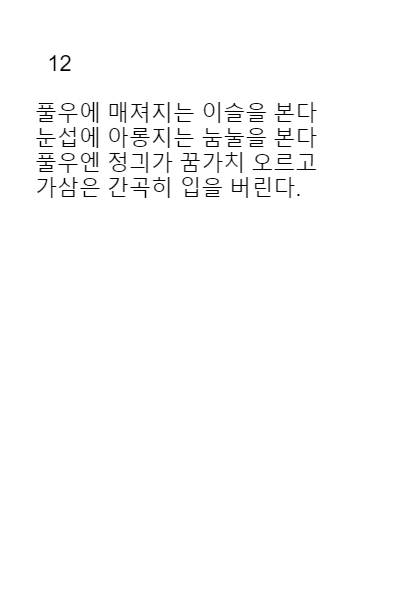 12
풀우에 매져지는 이슬을 본다
눈섭에 아롱지는 눔눌을 본다
풀우엔 정긔가 꿈가치 오르고
가삼은 간곡히 입을 버린다.